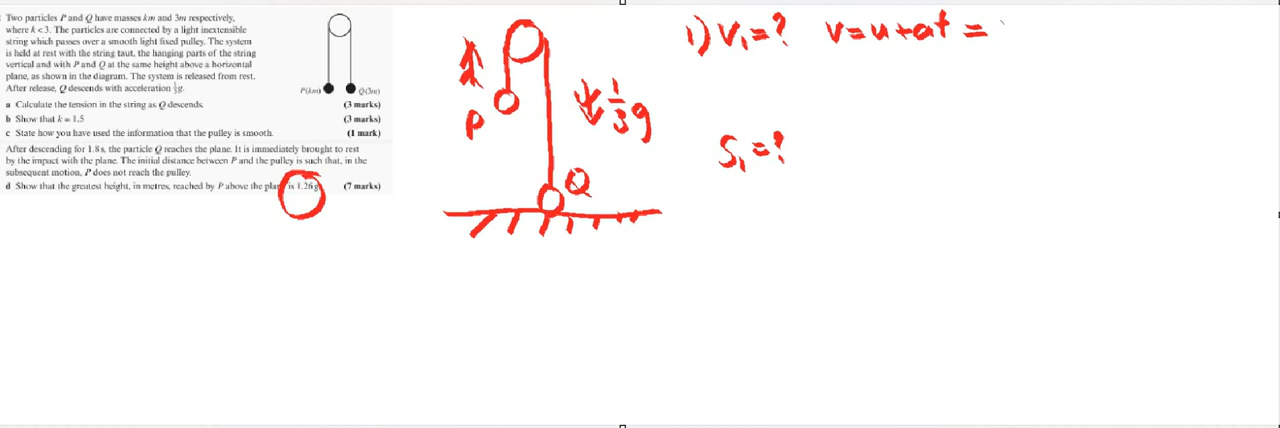 Two particles P and Q have masses km and 3m respectively,
where k < 3. The particles are connected by a light inextensible
string which passes over a smooth light fixed pulley. The system
is held at rest with the string taut, the hanging parts of the string
vertical and with P and Q at the same height above a horizontal
plane, as shown in the diagram. The system is released from rest.
After release, Q descends with acceleration ⅓g.
P(km) Q(3m)
a Calculate the tension in the string as Q descends. (3 marks)
b Show that k = 1.5 (3 marks)
c State how you have used the information that the pulley is smooth. (1 mark)
After descending for 1.8 s, the particle Q reaches the plane. It is immediately brought to rest
by the impact with the plane. The initial distance between P and the pulley is such that, in the
subsequent motion, P does not reach the pulley.
d Show that the greatest height, in metres, reached by P above the plane is 1.26g (7 marks)
P
Q
1/3 g
1) V₁=? V=u+at =
S₁=?